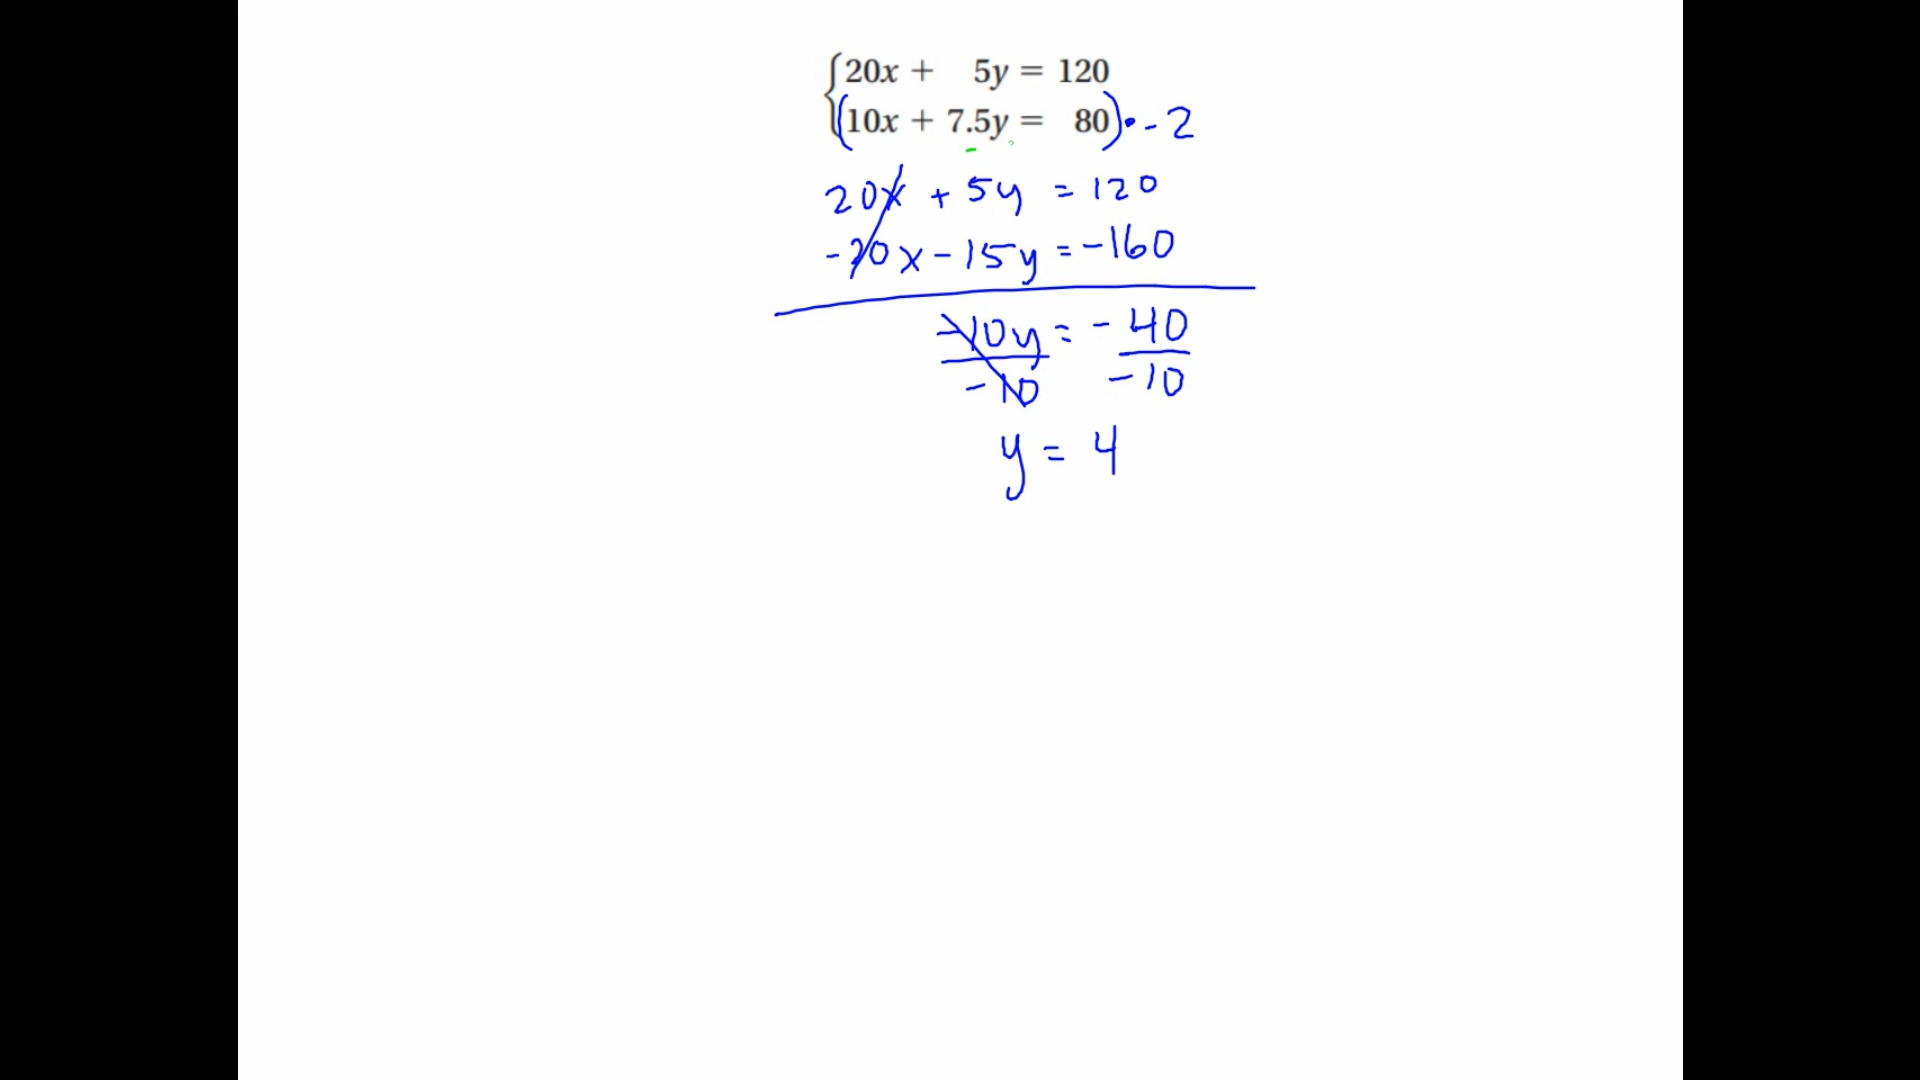 20x + 5y = 120
(10x + 7.5y = 80) • -2
20x + 5y = 120
-20x - 15y = -160
-10y = -40
-10 -10
y = 4